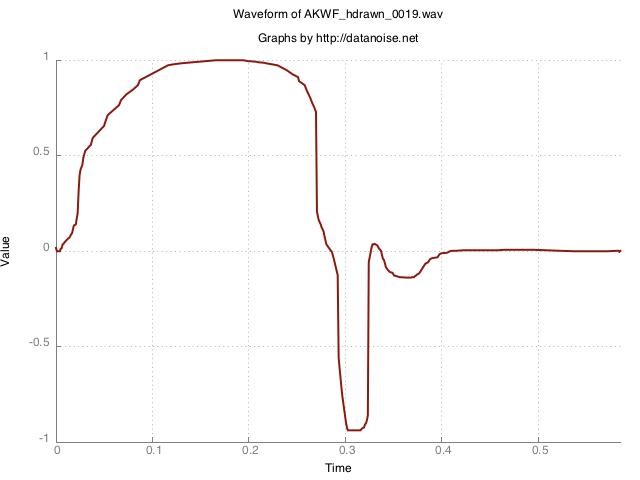 Waveform of AKWF_hdrawn_0019.wav
Graphs by http://datanoise.net
1
0.5
0
-0.5
-1
Value
0 0.1 0.2 0.3 0.4 0.5
Time